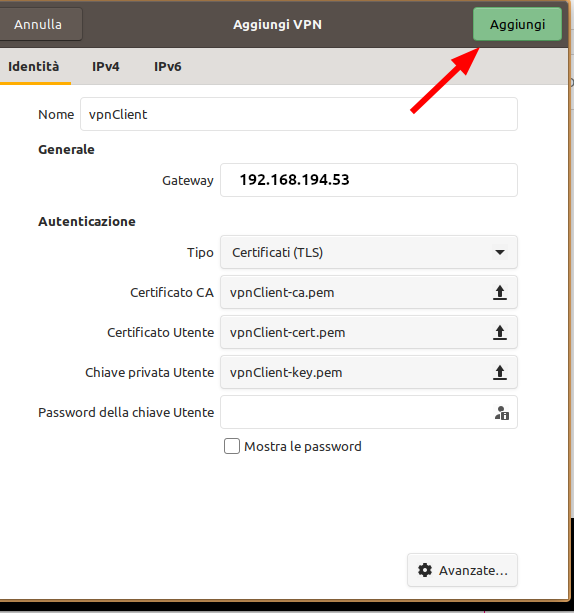 Annulla Aggiungi VPN Aggiungi
Identità IPv4 IPv6
Nome vpnClient
Generale
Gateway 192.168.194.53
Autenticazione
Tipo Certificati (TLS)
Certificato CA vpnClient-ca.pem
Certificato Utente vpnClient-cert.pem
Chiave privata Utente vpnClient-key.pem
Password della chiave Utente
Mostra le password
Avanzate...